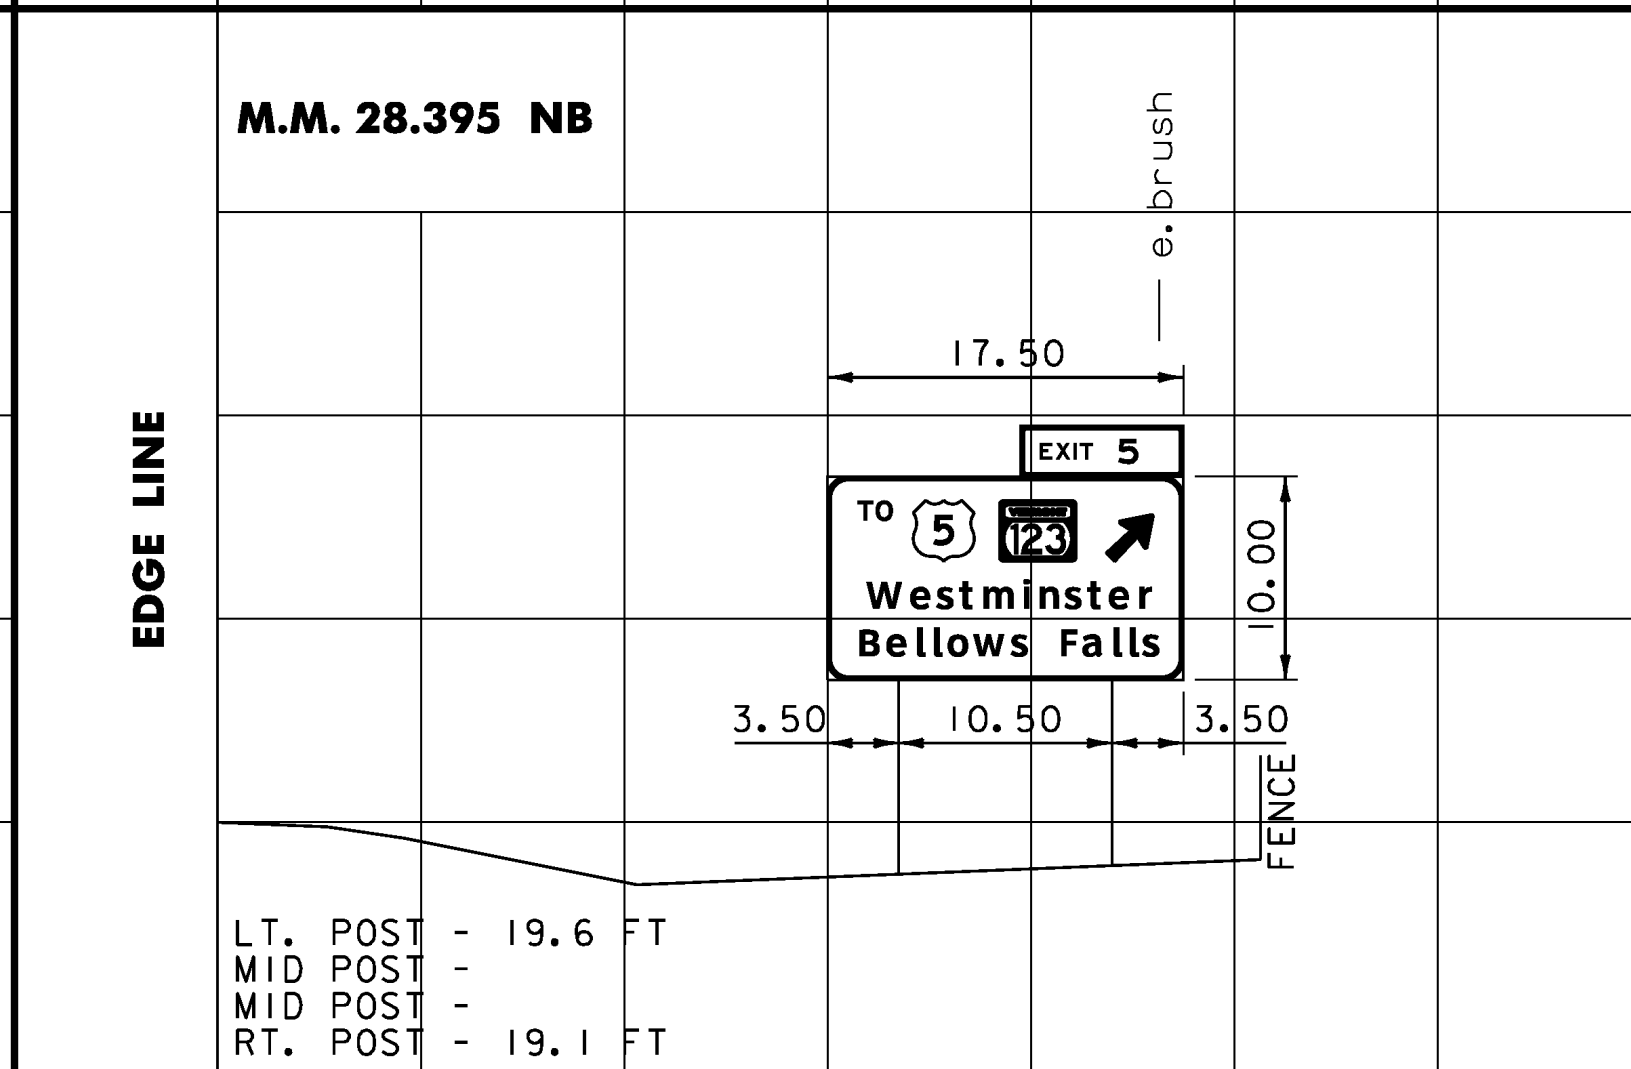 M.M. 28.395 NB
e.brush
17.50
EDGE LINE
EXIT 5
TO 5 VERMONT 123
Westminster
Bellows Falls
10.00
3.50 10.50 3.50
FENCE
LT. POST - 19.6 FT
MID POST -
MID POST -
RT. POST - 19.1 FT